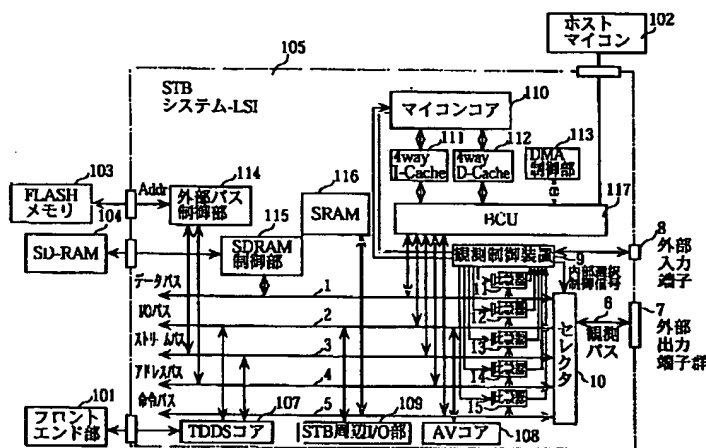 105
ホスト
マイコン
102
STB
システム-LSI
マイコンコア
110
111
112
113
4way
I-Cache
4way
D-Cache
DMA
制御部
103
FLASH
メモリ
Addr
114
外部バス
制御部
116
SRAM
117
BCU
104
SD-RAM
115
SDRAM
制御部
観測制御装置
9
8
外部
入力
端子
内部選択
制御信号
データバス
1
11
I/Oバス
2
12
ストリームバス
3
13
アドレスバス
4
14
命令バス
5
15
セレクタ
10
6
観測
バス
7
外部
出力
端子群
101
フロント
エンド部
107
TDDSコア
109
STB周辺I/O部
AVコア
108